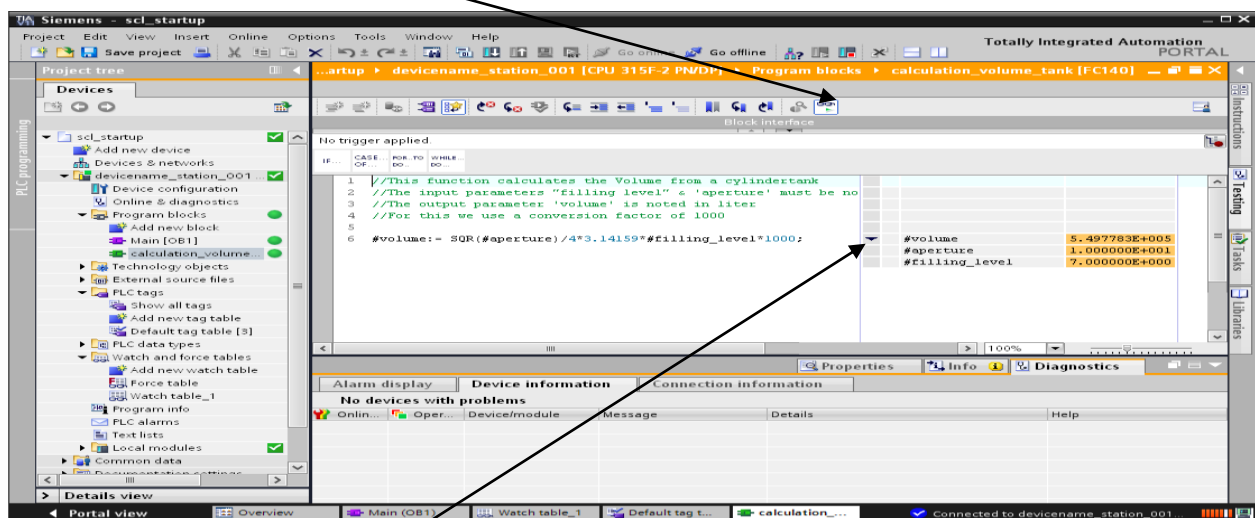 Siemens - scl_startup
Project Edit View Insert Online Options Tools Window Help
Totally Integrated Automation
PORTAL
Save project Go online Go offline
Project tree
...artup devicename_station_001 [CPU 315F-2 PN/DP] Program blocks calculation_volume_tank [FC140]
Devices
Block interface
scl_startup
Add new device
Devices & networks
devicename_station_001 ...
Device configuration
Online & diagnostics
Program blocks
Add new block
Main [OB1]
calculation_volume...
Technology objects
External source files
PLC tags
Show all tags
Add new tag table
Default tag table [3]
PLC data types
Watch and force tables
Add new watch table
Force table
Watch table_1
Program info
PLC alarms
Text lists
Local modules
Common data
Documentation settings
Details view
PLC programming
No trigger applied.
IF... CASE... OF... FOR..TO DO.. WHILE.. DO..
1 //This function calculates the Volume from a cylindertank
2 //The input parameters "filling level" & 'aperture' must be no
3 //The output parameter 'volume' is noted in liter
4 //For this we use a conversion factor of 1000
5
6 #volume:= SQR(#aperture)/4*3.14159*#filling_level*1000;
#volume 5.497783E+005
#aperture 1.000000E+001
#filling_level 7.000000E+000
100%
Instructions
Testing
Tasks
Libraries
Properties Info Diagnostics
Alarm display Device information Connection information
No devices with problems
Onlin... Oper... Device/module Message Details Help
Portal view Overview Main (OB1) Watch table_1 Default tag t... calculation_... Connected to devicename_station_001...